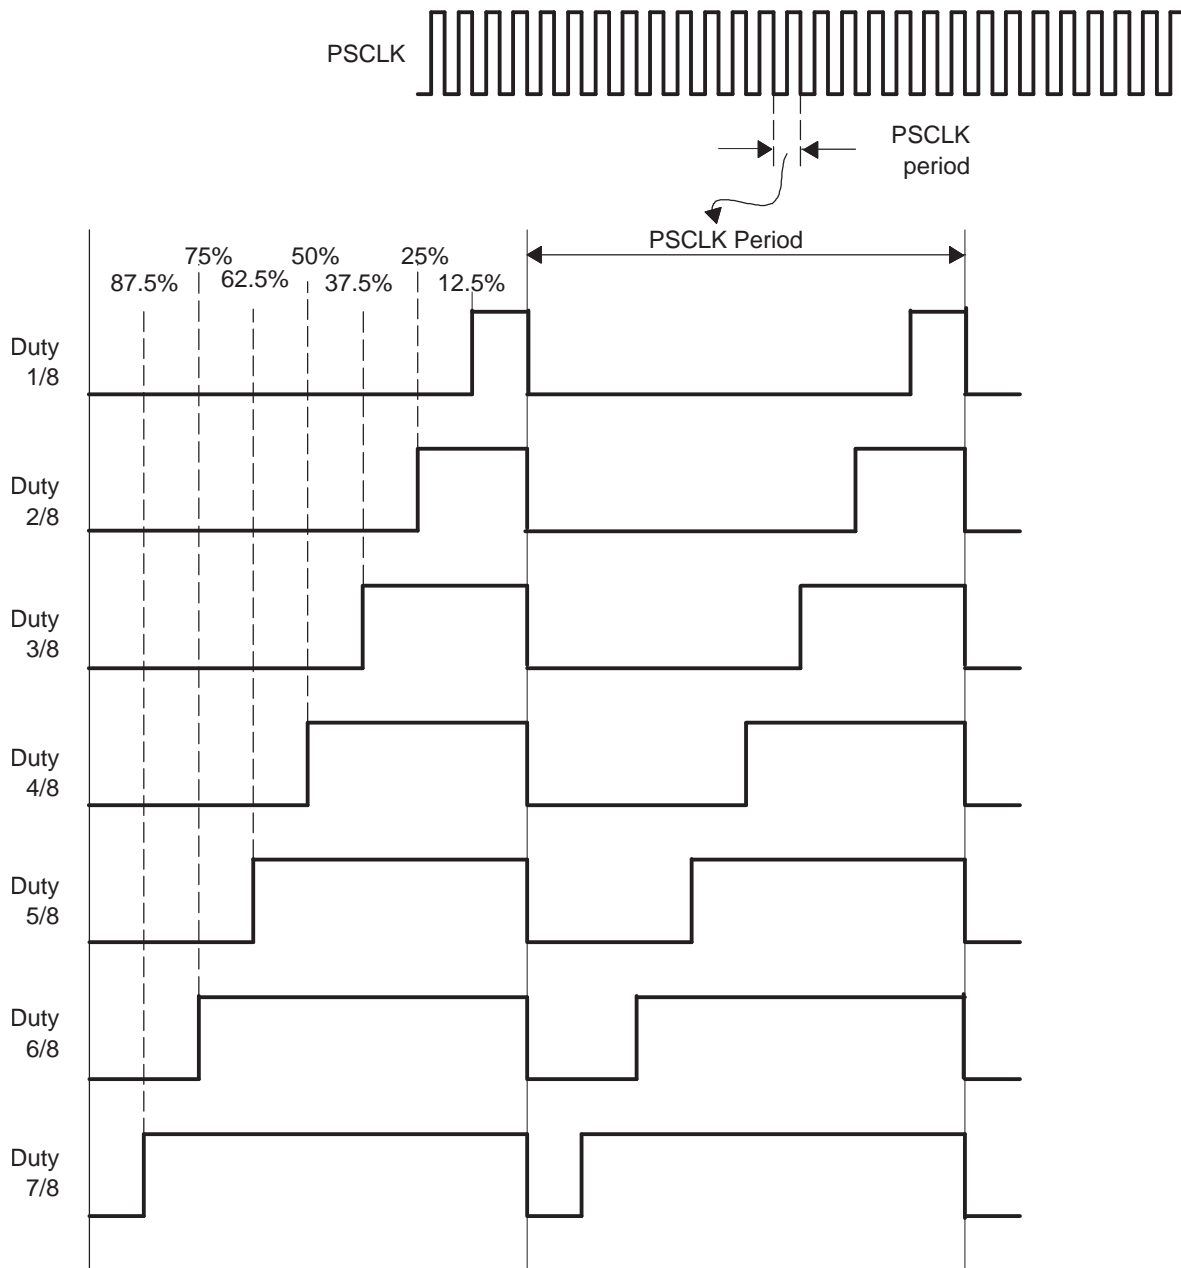 PSCLK
PSCLK
period
PSCLK Period
75%
50%
25%
87.5%
62.5%
37.5%
12.5%
Duty
1/8
Duty
2/8
Duty
3/8
Duty
4/8
Duty
5/8
Duty
6/8
Duty
7/8